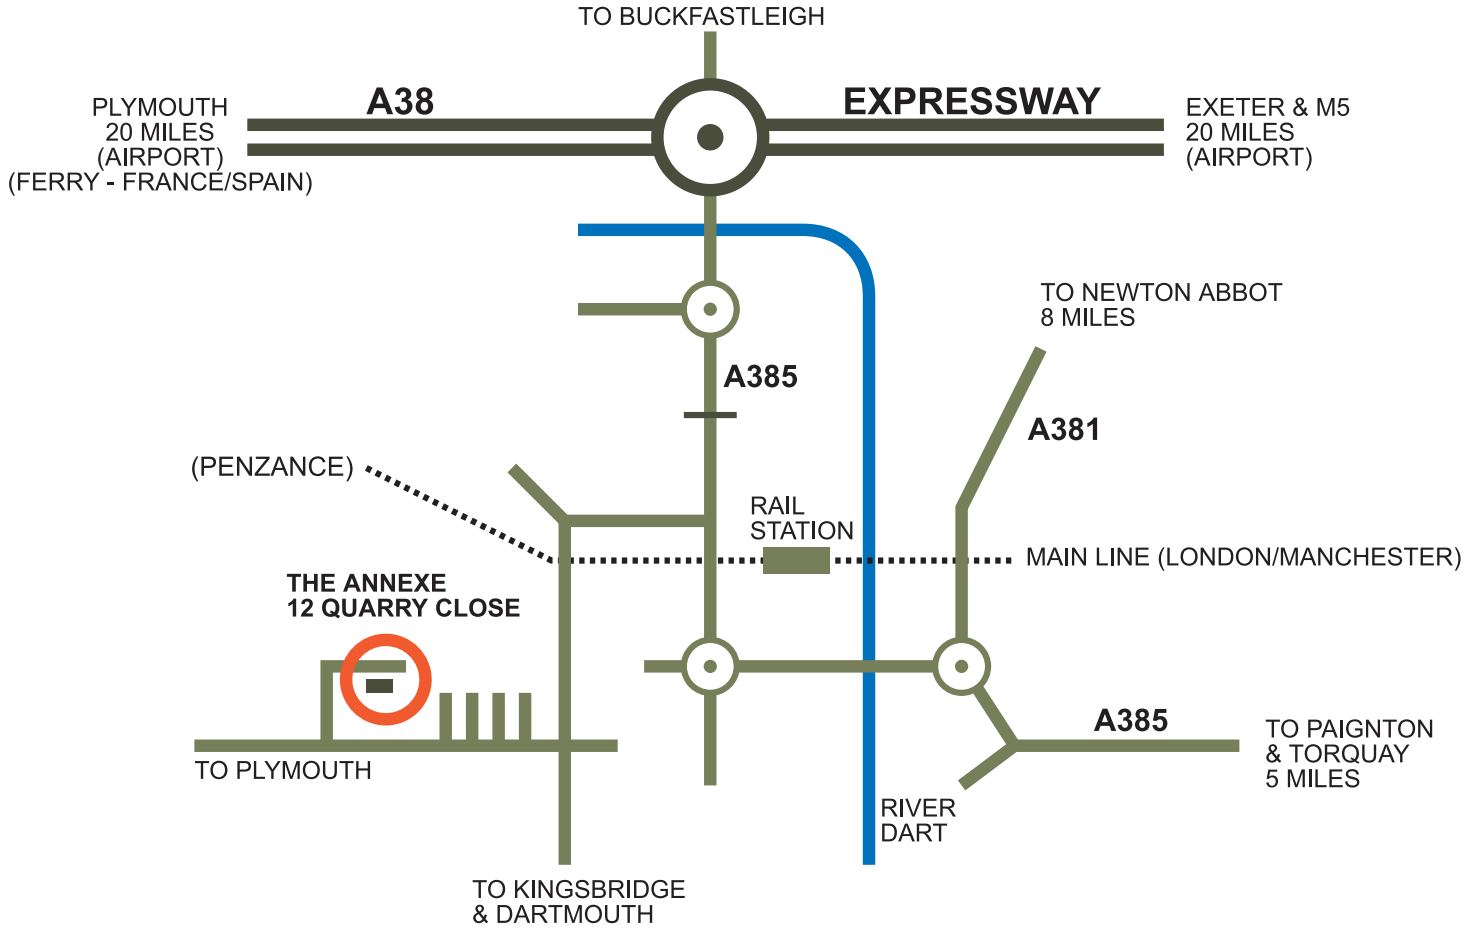 TO BUCKFASTLEIGH
A38
EXPRESSWAY
PLYMOUTH
20 MILES
(AIRPORT)
(FERRY - FRANCE/SPAIN)
EXETER & M5
20 MILES
(AIRPORT)
TO NEWTON ABBOT
8 MILES
A385
A381
(PENZANCE)
RAIL
STATION
MAIN LINE (LONDON/MANCHESTER)
THE ANNEXE
12 QUARRY CLOSE
A385
TO PAIGNTON
& TORQUAY
5 MILES
TO PLYMOUTH
RIVER
DART
TO KINGSBRIDGE
& DARTMOUTH